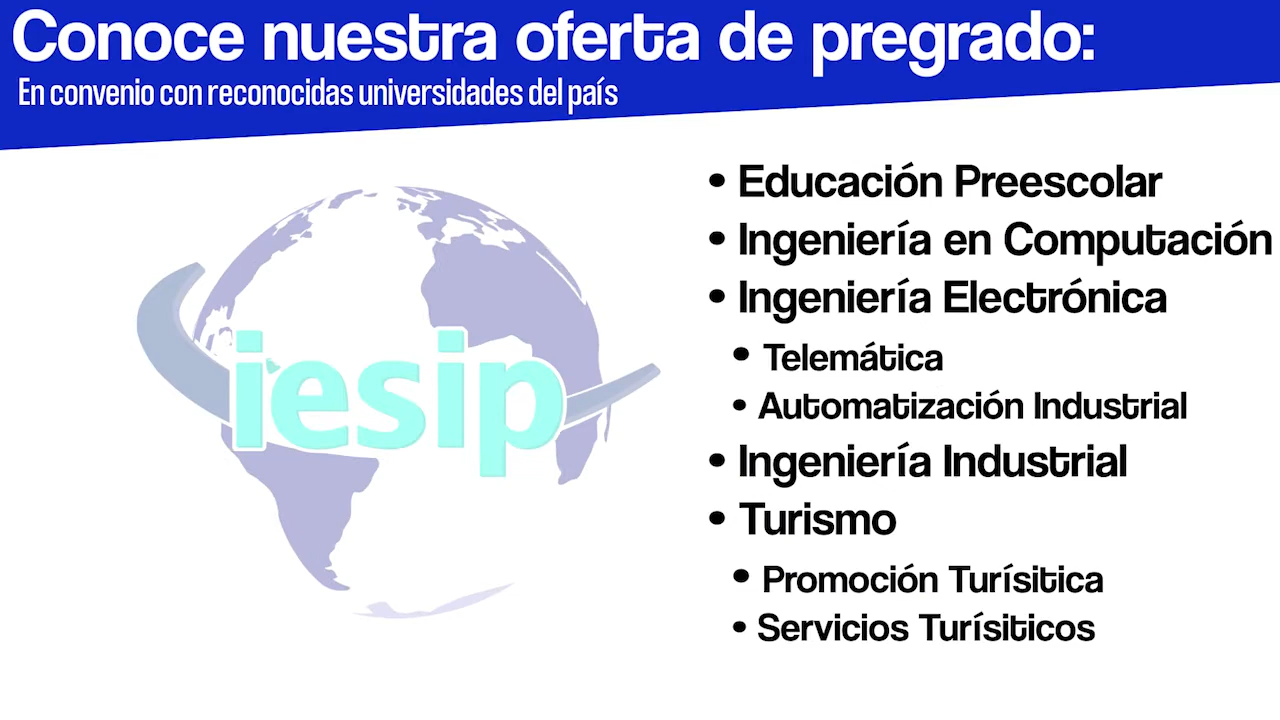 Conoce nuestra oferta de pregrado:
En convenio con reconocidas universidades del país
iesip
• Educación Preescolar
• Ingeniería en Computación
• Ingeniería Electrónica
• Telemática
• Automatización Industrial
• Ingeniería Industrial
• Turismo
• Promoción Turísitica
• Servicios Turísiticos